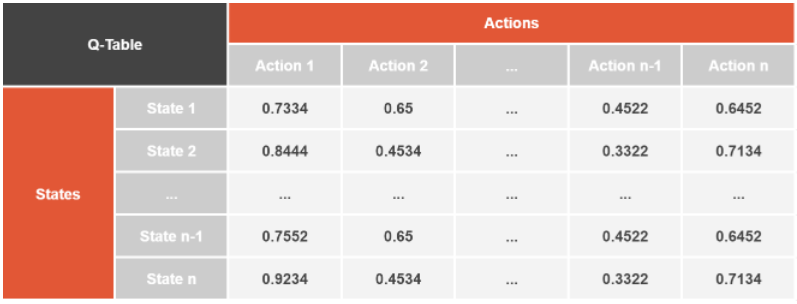 Q-Table
Actions
Action 1 Action 2 ... Action n-1 Action n
States
State 1 0.7334 0.65 ... 0.4522 0.6452
State 2 0.8444 0.4534 ... 0.3322 0.7134
... ... ... ... ... ...
State n-1 0.7552 0.65 ... 0.4522 0.6452
State n 0.9234 0.4534 ... 0.3322 0.7134